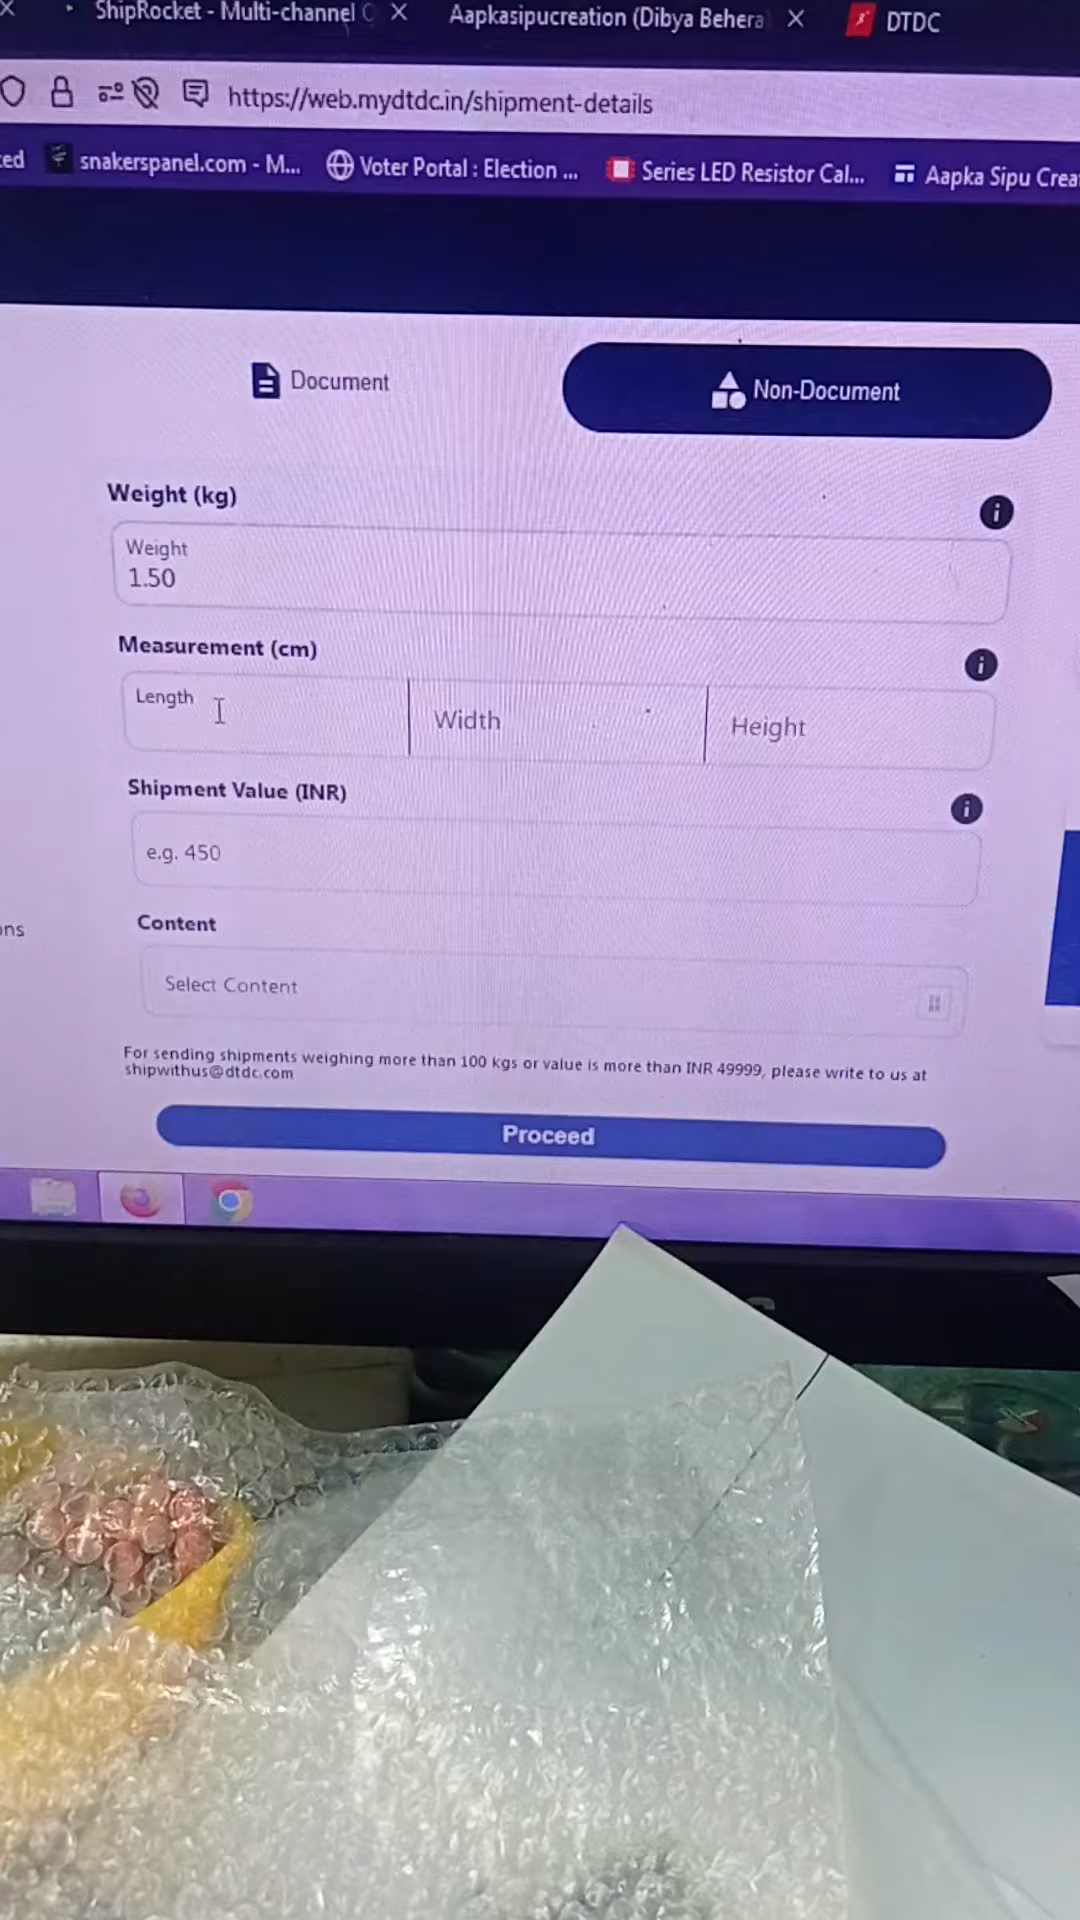 ShipRocket - Multi-channel C
Aapkasipucreation (Dibya Behera)
DTDC
https://web.mydtdc.in/shipment-details
ted
snakerspanel.com - M...
Voter Portal : Election ...
Series LED Resistor Cal...
Aapka Sipu Crea
Document
Non-Document
Weight (kg)
Weight
1.50
Measurement (cm)
Length
Width
Height
Shipment Value (INR)
e.g. 450
ons
Content
Select Content
For sending shipments weighing more than 100 kgs or value is more than INR 49999, please write to us at
shipwithus@dtdc.com
Proceed